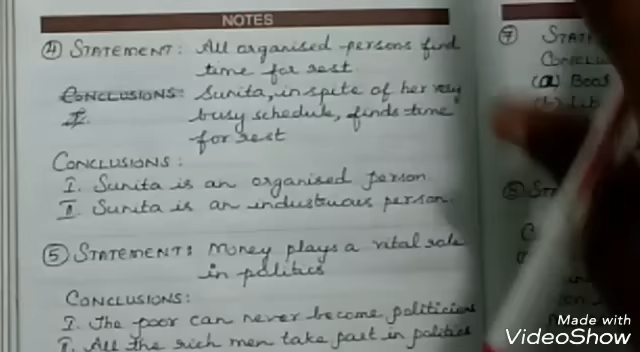 NOTES
④ STATEMENT: All organised persons find
time for rest
CONCLUSIONS: Sunita, in spite of her very
I. busy schedule, finds time
for rest
CONCLUSIONS:
I. Sunita is an organised person.
II. Sunita is an industuous person.
⑤ STATEMENT: Money plays a vital role
in politics
CONCLUSIONS:
I. The poor can never become politicians
II. All the rich men take part in politics
⑦
(a)
(b)
Made with
VideoShow